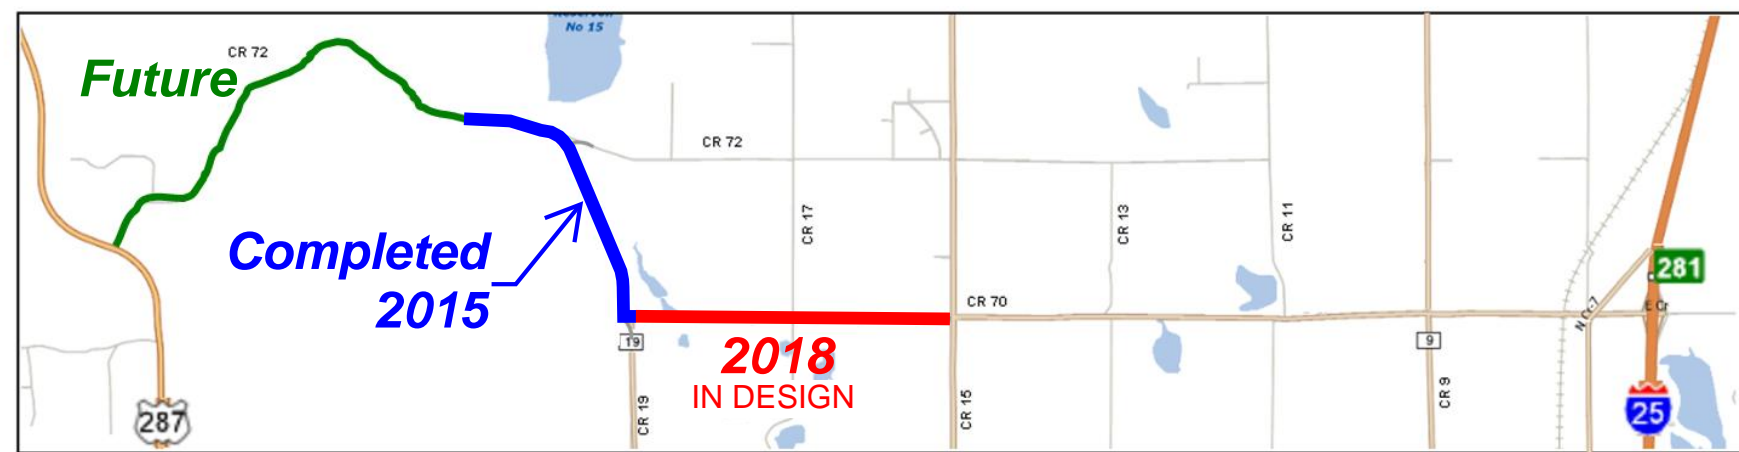 No 15
CR 72
Future
CR 72
CR 17
CR 13
CR 11
Completed
2015
281
CR 70
19
2018
IN DESIGN
9
CR 19
CR 15
CR 9
287
25